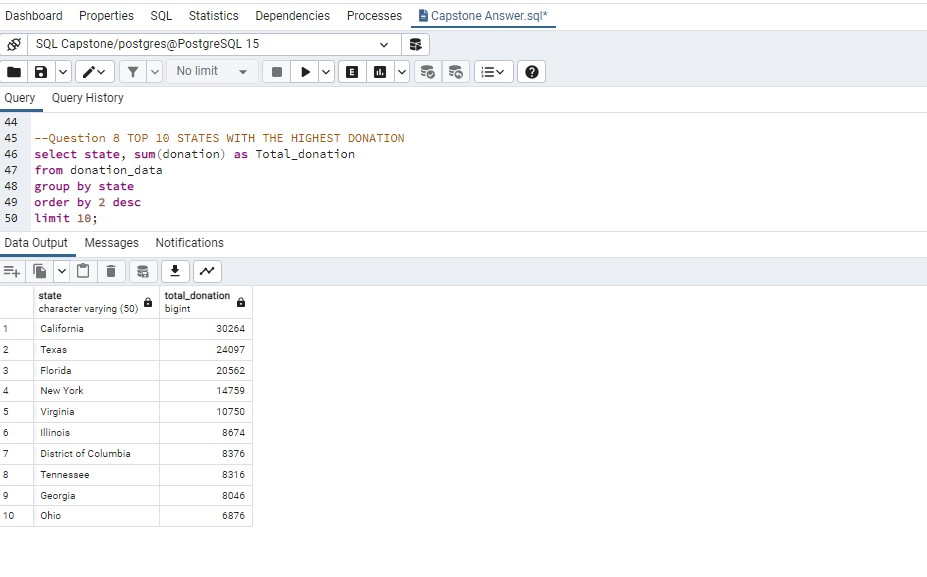 Dashboard Properties SQL Statistics Dependencies Processes Capstone Answer.sql*
SQL Capstone/postgres@PostgreSQL 15
No limit E
Query Query History
44
45 --Question 8 TOP 10 STATES WITH THE HIGHEST DONATION
46 select state, sum(donation) as Total_donation
47 from donation_data
48 group by state
49 order by 2 desc
50 limit 10;
Data Output Messages Notifications
state total_donation
character varying (50) bigint
1 California 30264
2 Texas 24097
3 Florida 20562
4 New York 14759
5 Virginia 10750
6 Illinois 8674
7 District of Columbia 8376
8 Tennessee 8316
9 Georgia 8046
10 Ohio 6876